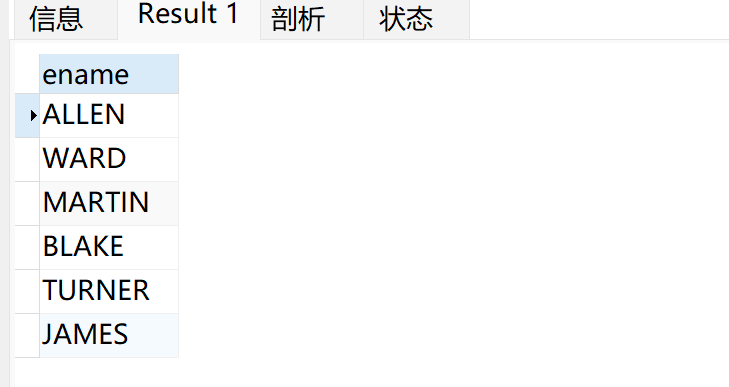 信息 Result 1 剖析 状态
ename
ALLEN
WARD
MARTIN
BLAKE
TURNER
JAMES